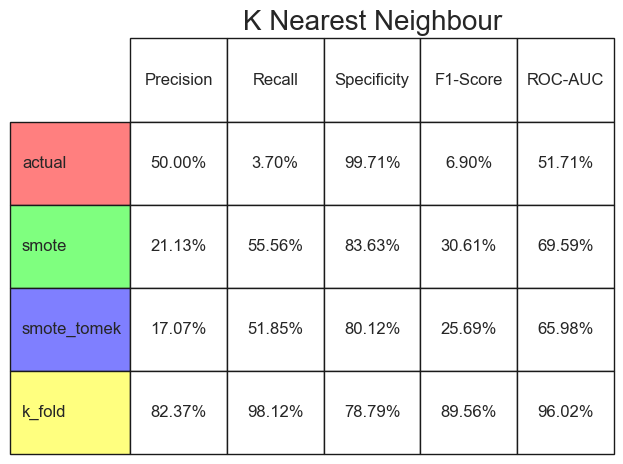 K Nearest Neighbour
Precision Recall Specificity F1-Score ROC-AUC
actual 50.00% 3.70% 99.71% 6.90% 51.71%
smote 21.13% 55.56% 83.63% 30.61% 69.59%
smote_tomek 17.07% 51.85% 80.12% 25.69% 65.98%
k_fold 82.37% 98.12% 78.79% 89.56% 96.02%